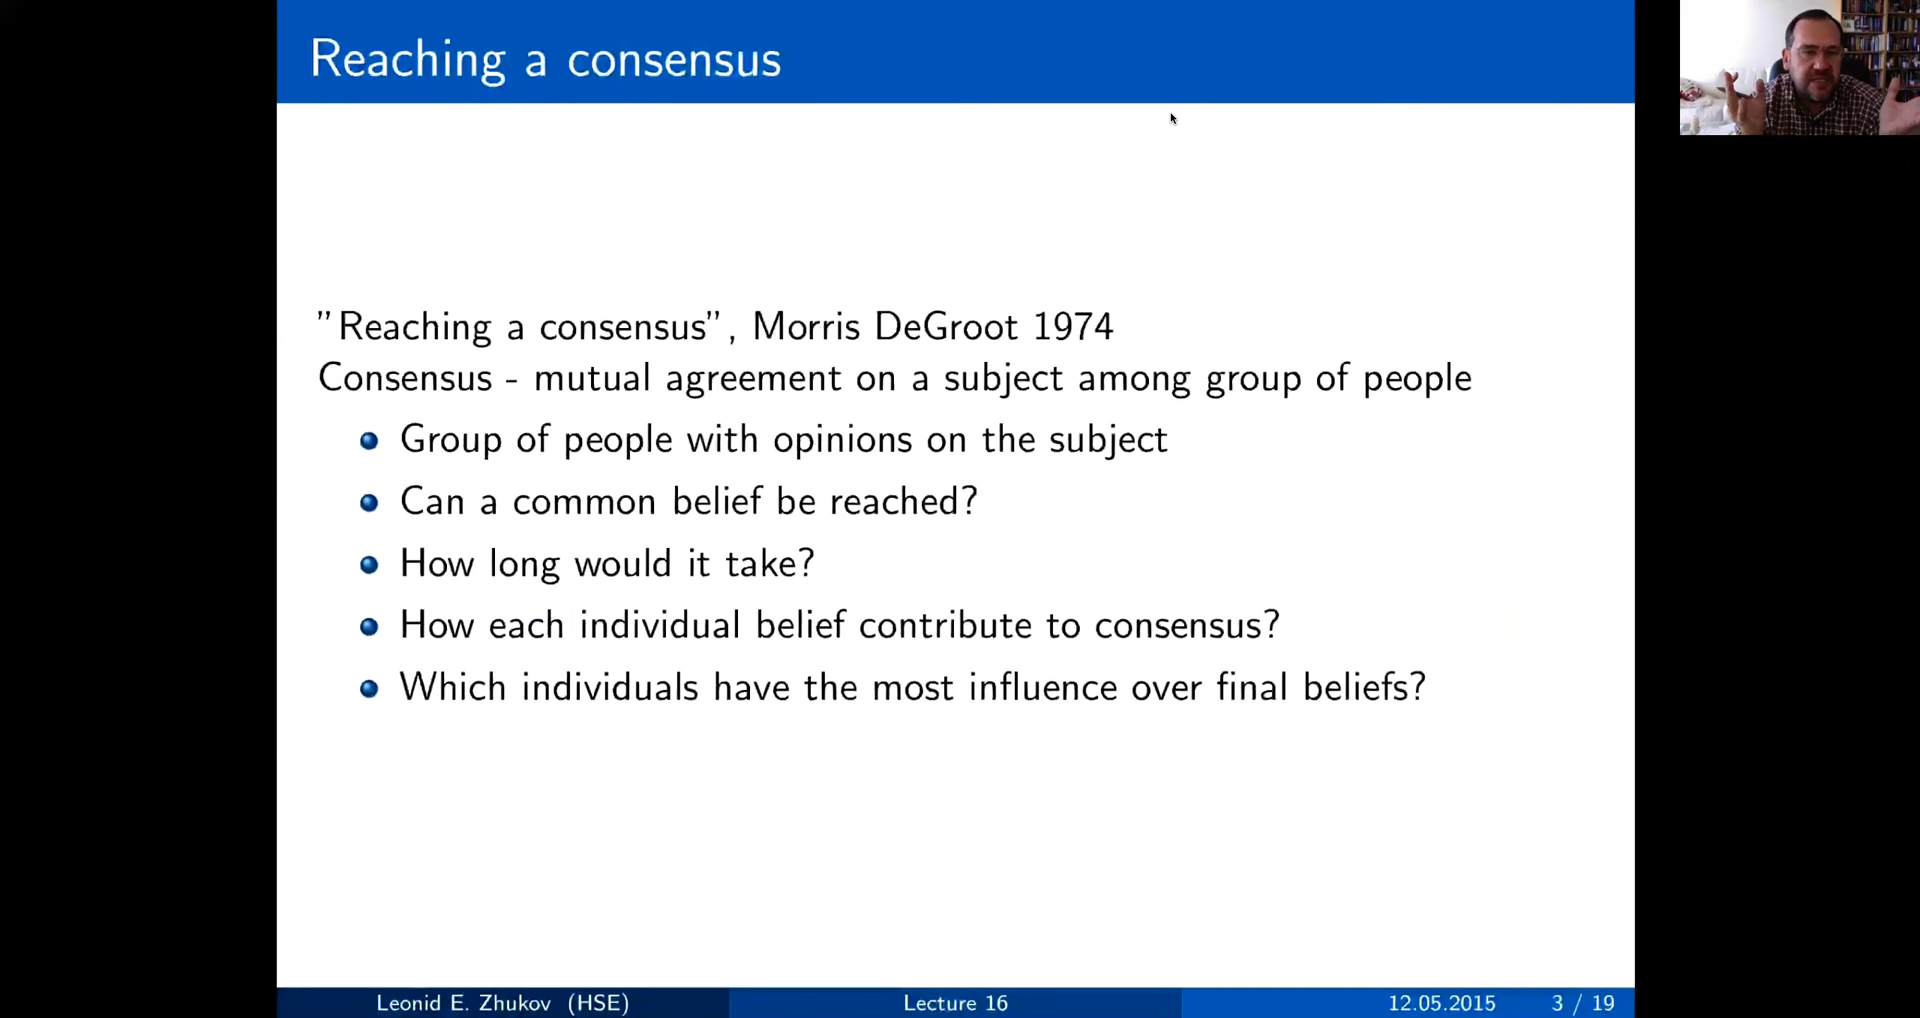 Reaching a consensus
"Reaching a consensus", Morris DeGroot 1974
Consensus - mutual agreement on a subject among group of people
Group of people with opinions on the subject
Can a common belief be reached?
How long would it take?
How each individual belief contribute to consensus?
Which individuals have the most influence over final beliefs?
Leonid E. Zhukov (HSE) Lecture 16 12.05.2015 3 / 19